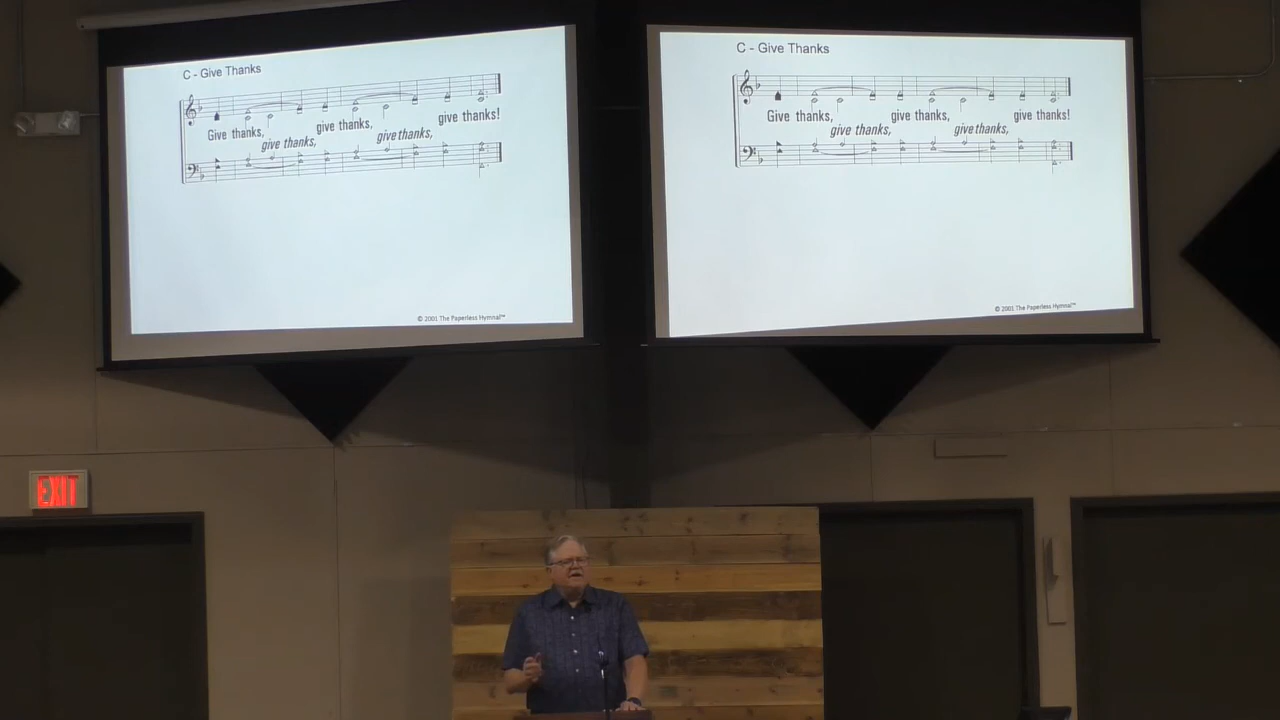 C - Give Thanks
Give thanks, give thanks, give thanks!
give thanks, give thanks,
© 2001 The Paperless Hymnal™
C - Give Thanks
Give thanks, give thanks, give thanks!
give thanks, give thanks,
© 2001 The Paperless Hymnal™
EXIT